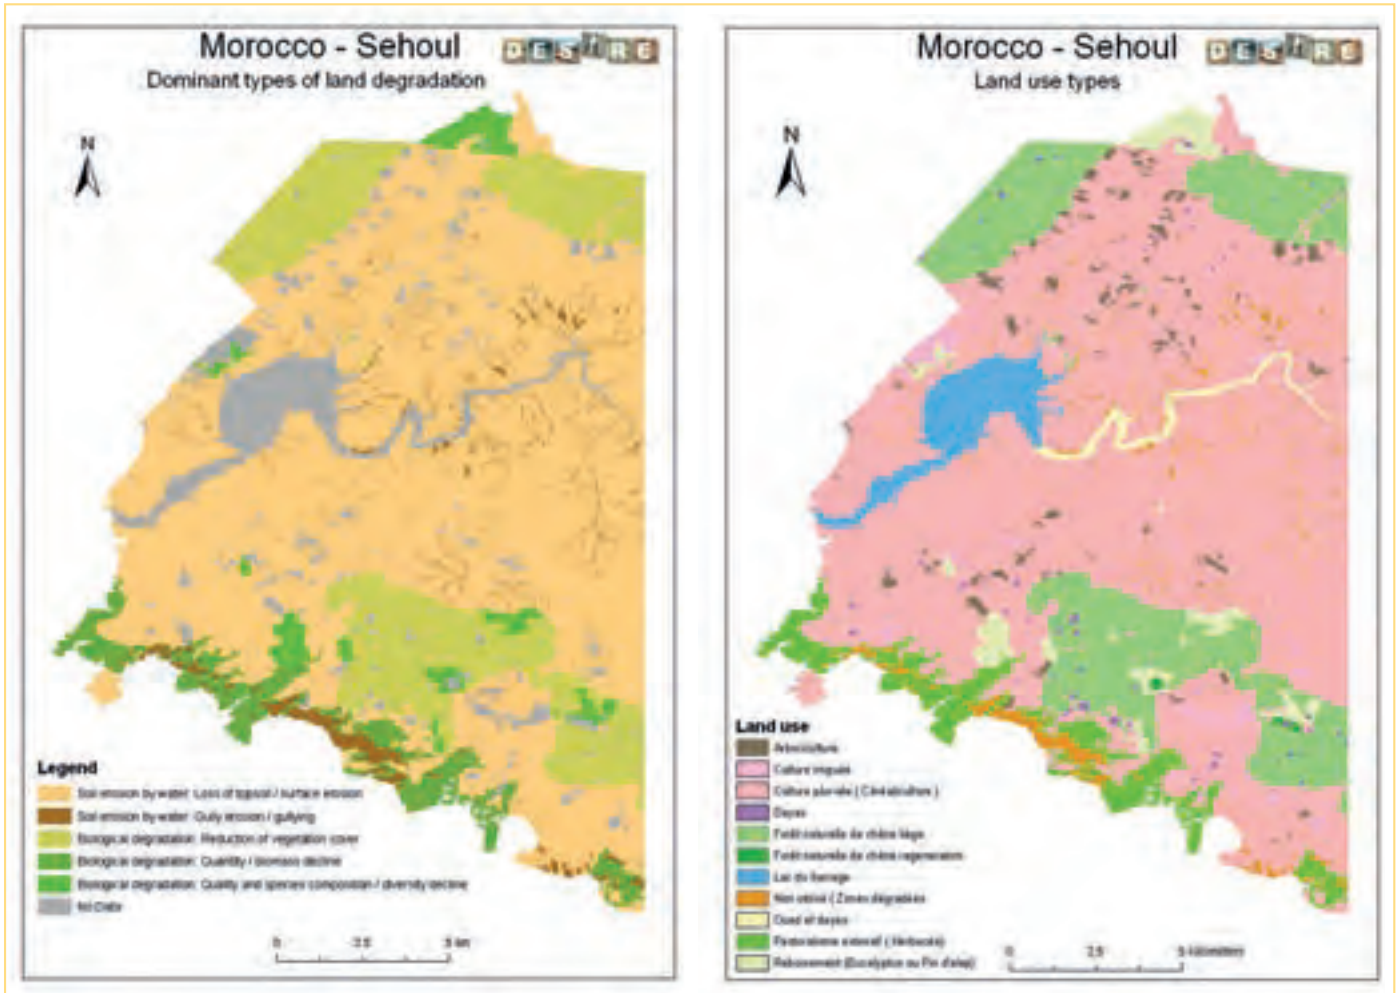 Morocco - Sehoul
DESIRE
Dominant types of land degradation
N
Legend
Soil erosion by water: Loss of topsoil / surface erosion
Soil erosion by water: Gully erosion / gullying
Biological degradation: Reduction of vegetation cover
Biological degradation: Quantity / biomass decline
Biological degradation: Quality and species composition / diversity decline
No Data
0 2.5 5 km
Morocco - Sehoul
DESIRE
Land use types
N
Land use
Arboriculture
Culture irriguée
Culture pluviale ( Céréaliculture )
Dayas
Forêt naturelle de chêne liège
Forêt naturelle de chêne regeneration
Lac du barrage
Non utilisé ( Zones dégradées
Oued et dayas
Pastoralisme extensif ( Herbacée)
Reboisement (Eucalyptus ou Pin d'alep)
0 2.5 5 Kilometers